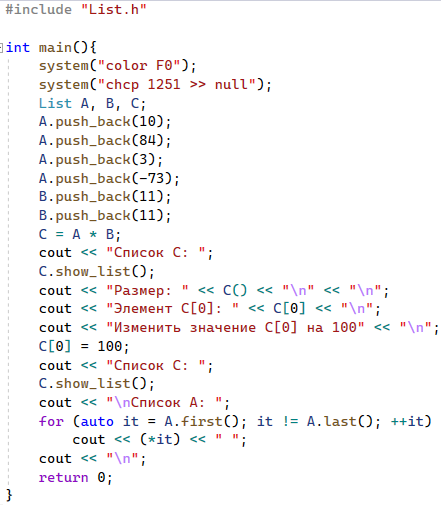 #include "List.h"
int main(){
system("color F0");
system("chcp 1251 >> null");
List A, B, C;
A.push_back(10);
A.push_back(84);
A.push_back(3);
A.push_back(-73);
B.push_back(11);
B.push_back(11);
C = A * B;
cout << "Список C: ";
C.show_list();
cout << "Размер: " << C() << "\n" << "\n";
cout << "Элемент C[0]: " << C[0] << "\n";
cout << "Изменить значение C[0] на 100" << "\n";
C[0] = 100;
cout << "Список C: ";
C.show_list();
cout << "\nСписок A: ";
for (auto it = A.first(); it != A.last(); ++it)
cout << (*it) << " ";
cout << "\n";
return 0;
}